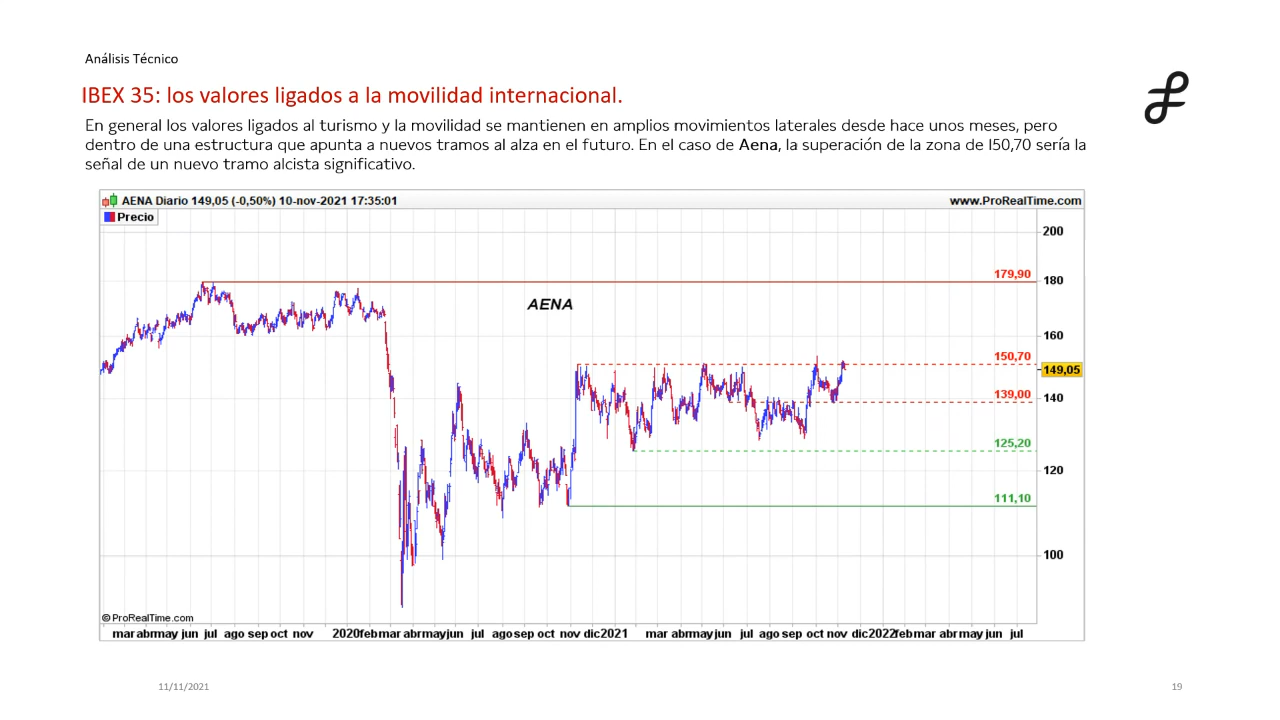 Análisis Técnico
IBEX 35: los valores ligados a la movilidad internacional.
En general los valores ligados al turismo y la movilidad se mantienen en amplios movimientos laterales desde hace unos meses, pero
dentro de una estructura que apunta a nuevos tramos al alza en el futuro. En el caso de Aena, la superación de la zona de 150,70 sería la
señal de un nuevo tramo alcista significativo.
AENA Diario 149,05 (-0,50%) 10-nov-2021 17:35:01 www.ProRealTime.com
Precio
200
179,90
180
AENA
160
150,70
149,05
139,00
140
125,20
120
111,10
100
© ProRealTime.com
mar abr may jun jul ago sep oct nov 2020 feb mar abr may jun jul ago sep oct nov dic 2021 mar abr may jun jul ago sep oct nov dic 2022 feb mar abr may jun jul
11/11/2021 19